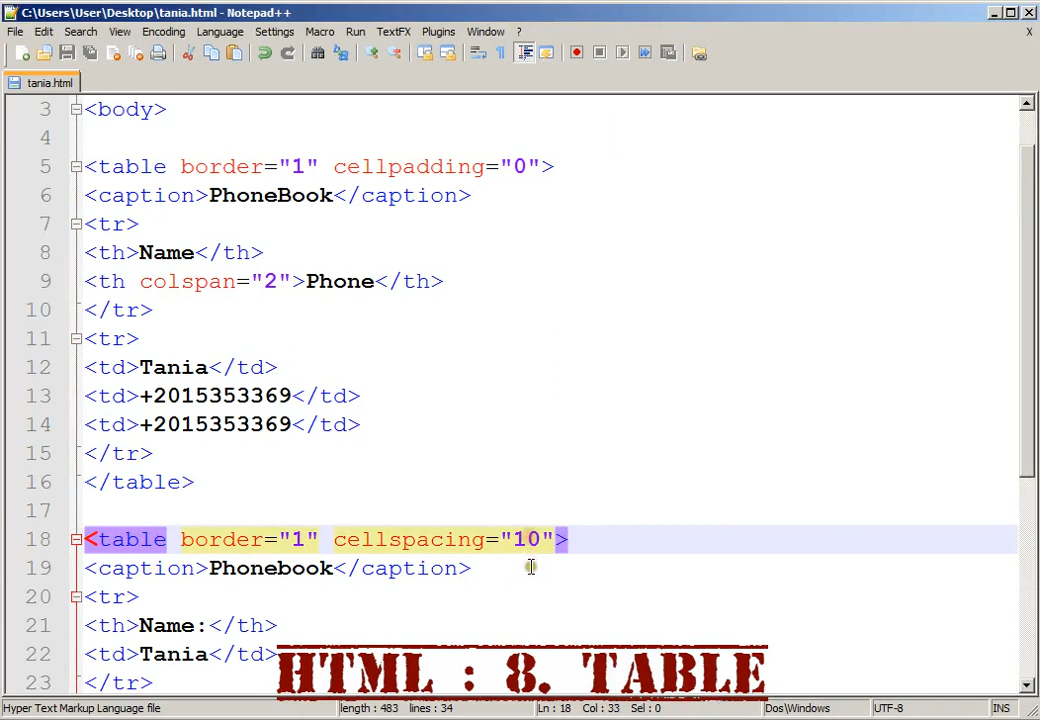 C:\Users\User\Desktop\tania.html - Notepad++
File Edit Search View Encoding Language Settings Macro Run TextFX Plugins Window ? X
tania.html
3 <body>
4
5 <table border="1" cellpadding="0">
6 <caption>PhoneBook</caption>
7 <tr>
8 <th>Name</th>
9 <th colspan="2">Phone</th>
10 </tr>
11 <tr>
12 <td>Tania</td>
13 <td>+2015353369</td>
14 <td>+2015353369</td>
15 </tr>
16 </table>
17
18 <table border="1" cellspacing="10">
19 <caption>Phonebook</caption>
20 <tr>
21 <th>Name:</th>
22 <td>Tania</td>
23 </tr>
HTML : 8. TABLE
Hyper Text Markup Language file length : 483 lines : 34 Ln : 18 Col : 33 Sel : 0 Dos\Windows UTF-8 INS